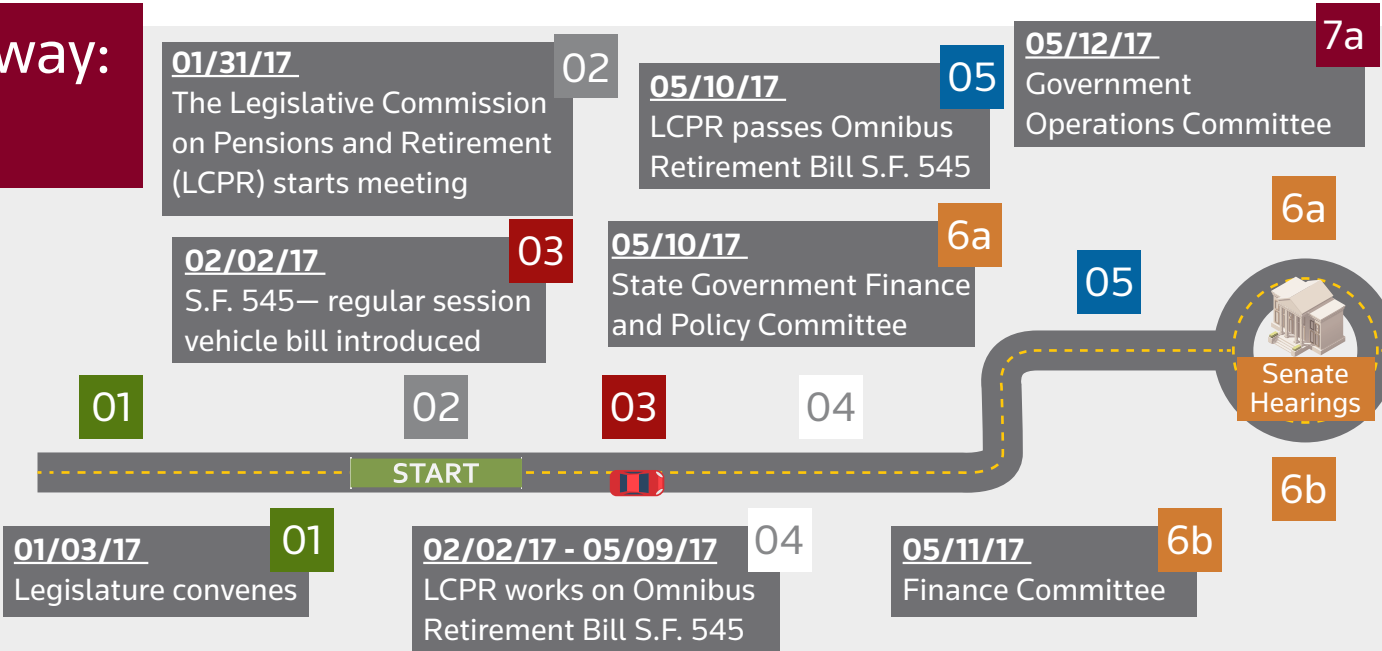 way:
01/31/17
02
The Legislative Commission
on Pensions and Retirement
(LCPR) starts meeting
05/10/17
05
LCPR passes Omnibus
Retirement Bill S.F. 545
05/12/17
7a
Government
Operations Committee
02/02/17
03
S.F. 545— regular session
vehicle bill introduced
05/10/17
6a
State Government Finance
and Policy Committee
6a
05
Senate
Hearings
01
02
03
04
START
6b
01/03/17
01
Legislature convenes
02/02/17 - 05/09/17
04
LCPR works on Omnibus
Retirement Bill S.F. 545
05/11/17
6b
Finance Committee